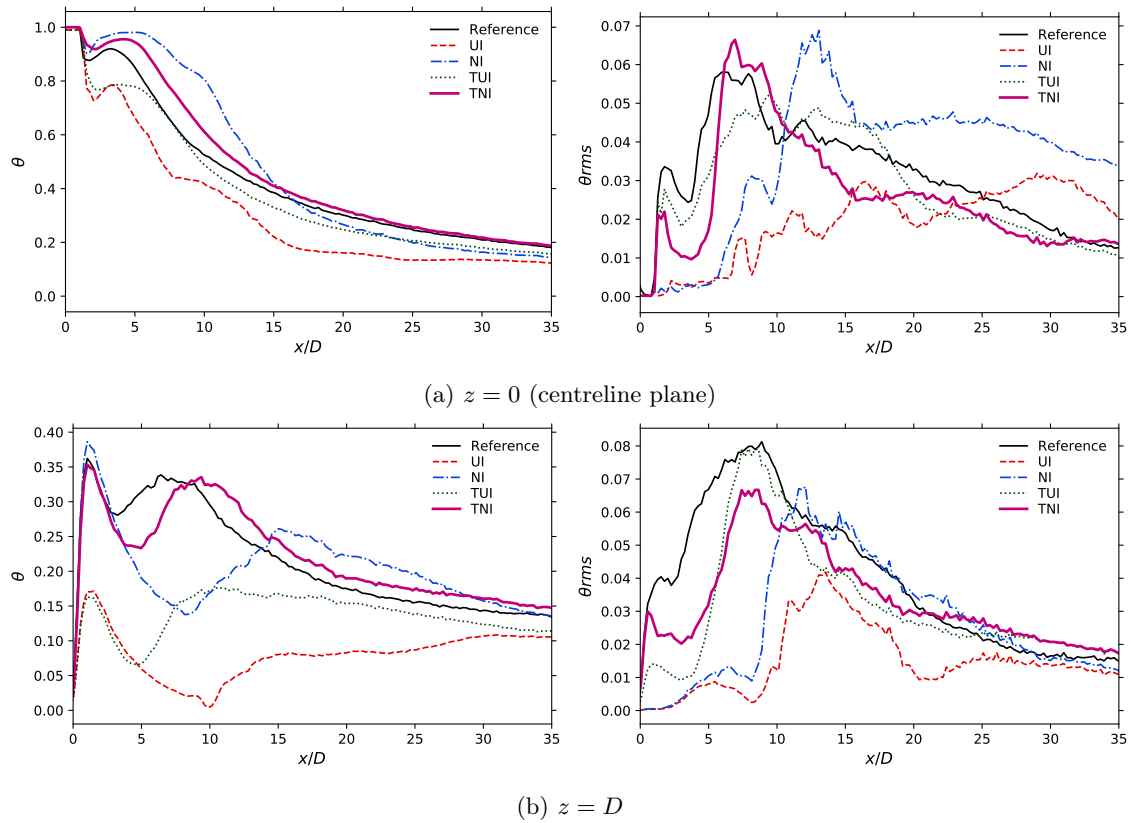 1.0
0.8
0.6
0.4
0.2
0.0
θ
0 5 10 15 20 25 30 35
x/D
Reference
UI
NI
TUI
TNI
0.07
0.06
0.05
0.04
0.03
0.02
0.01
0.00
θrms
0 5 10 15 20 25 30 35
x/D
Reference
UI
NI
TUI
TNI
(a) z = 0 (centreline plane)
0.40
0.35
0.30
0.25
0.20
0.15
0.10
0.05
0.00
θ
0 5 10 15 20 25 30 35
x/D
Reference
UI
NI
TUI
TNI
0.08
0.07
0.06
0.05
0.04
0.03
0.02
0.01
0.00
θrms
0 5 10 15 20 25 30 35
x/D
Reference
UI
NI
TUI
TNI
(b) z = D